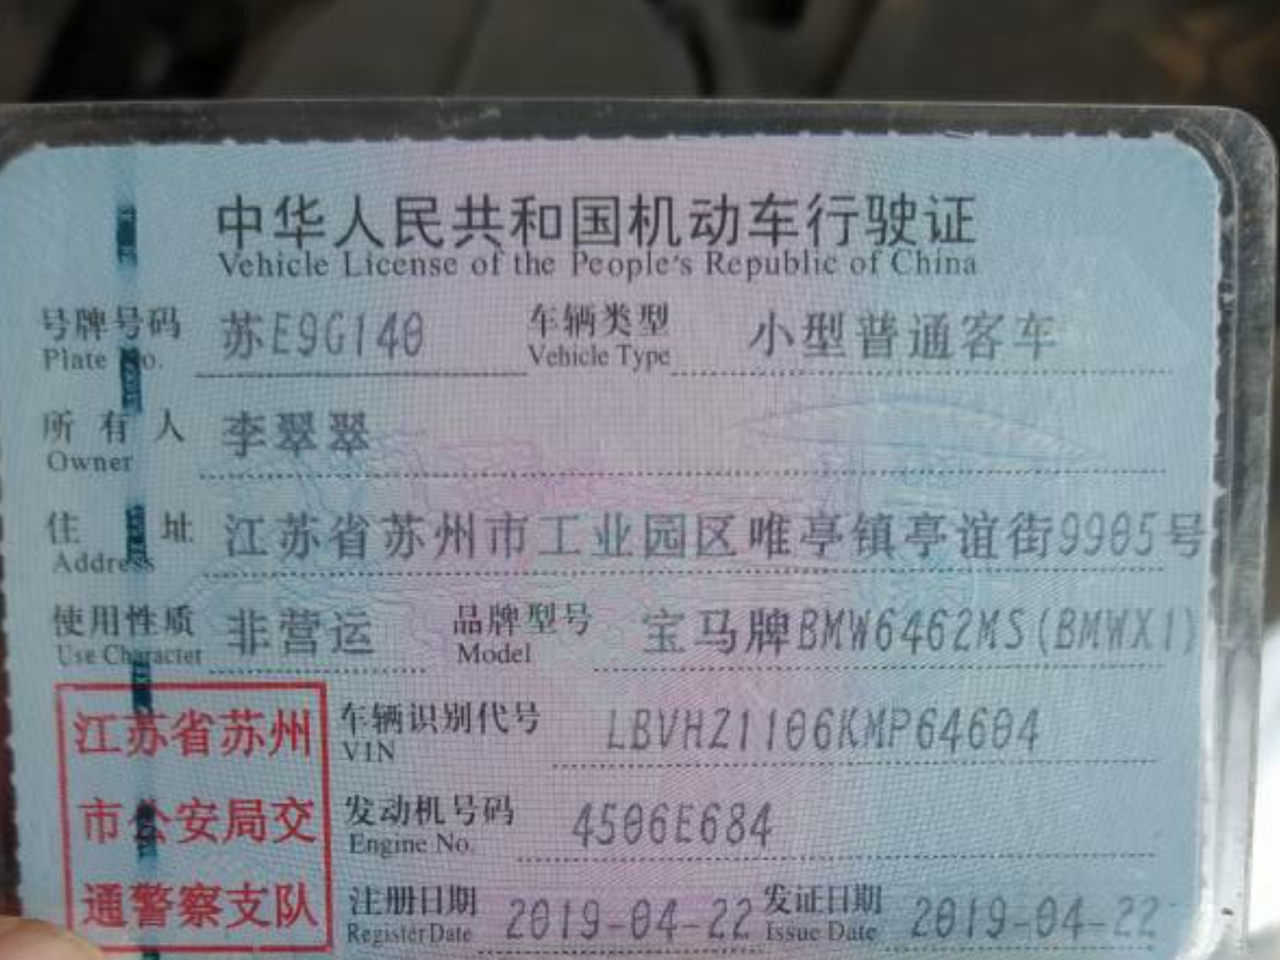 中华人民共和国机动车行驶证
Vehicle License of the People's Republic of China
号牌号码 苏E9G140 车辆类型 小型普通客车
Plate No. Vehicle Type
所有人 李翠翠
Owner
住址 江苏省苏州市工业园区唯亭镇亭谊街9905号
Address
使用性质 非营运 品牌型号 宝马牌BMW6462MS(BMWX1)
Use Character Model
江苏省苏州 车辆识别代号 LBVHZ1106KMP64604
VIN
市公安局交 发动机号码 4506E684
Engine No.
通警察支队 注册日期 2019-04-22 发证日期 2019-04-22
Register Date Issue Date